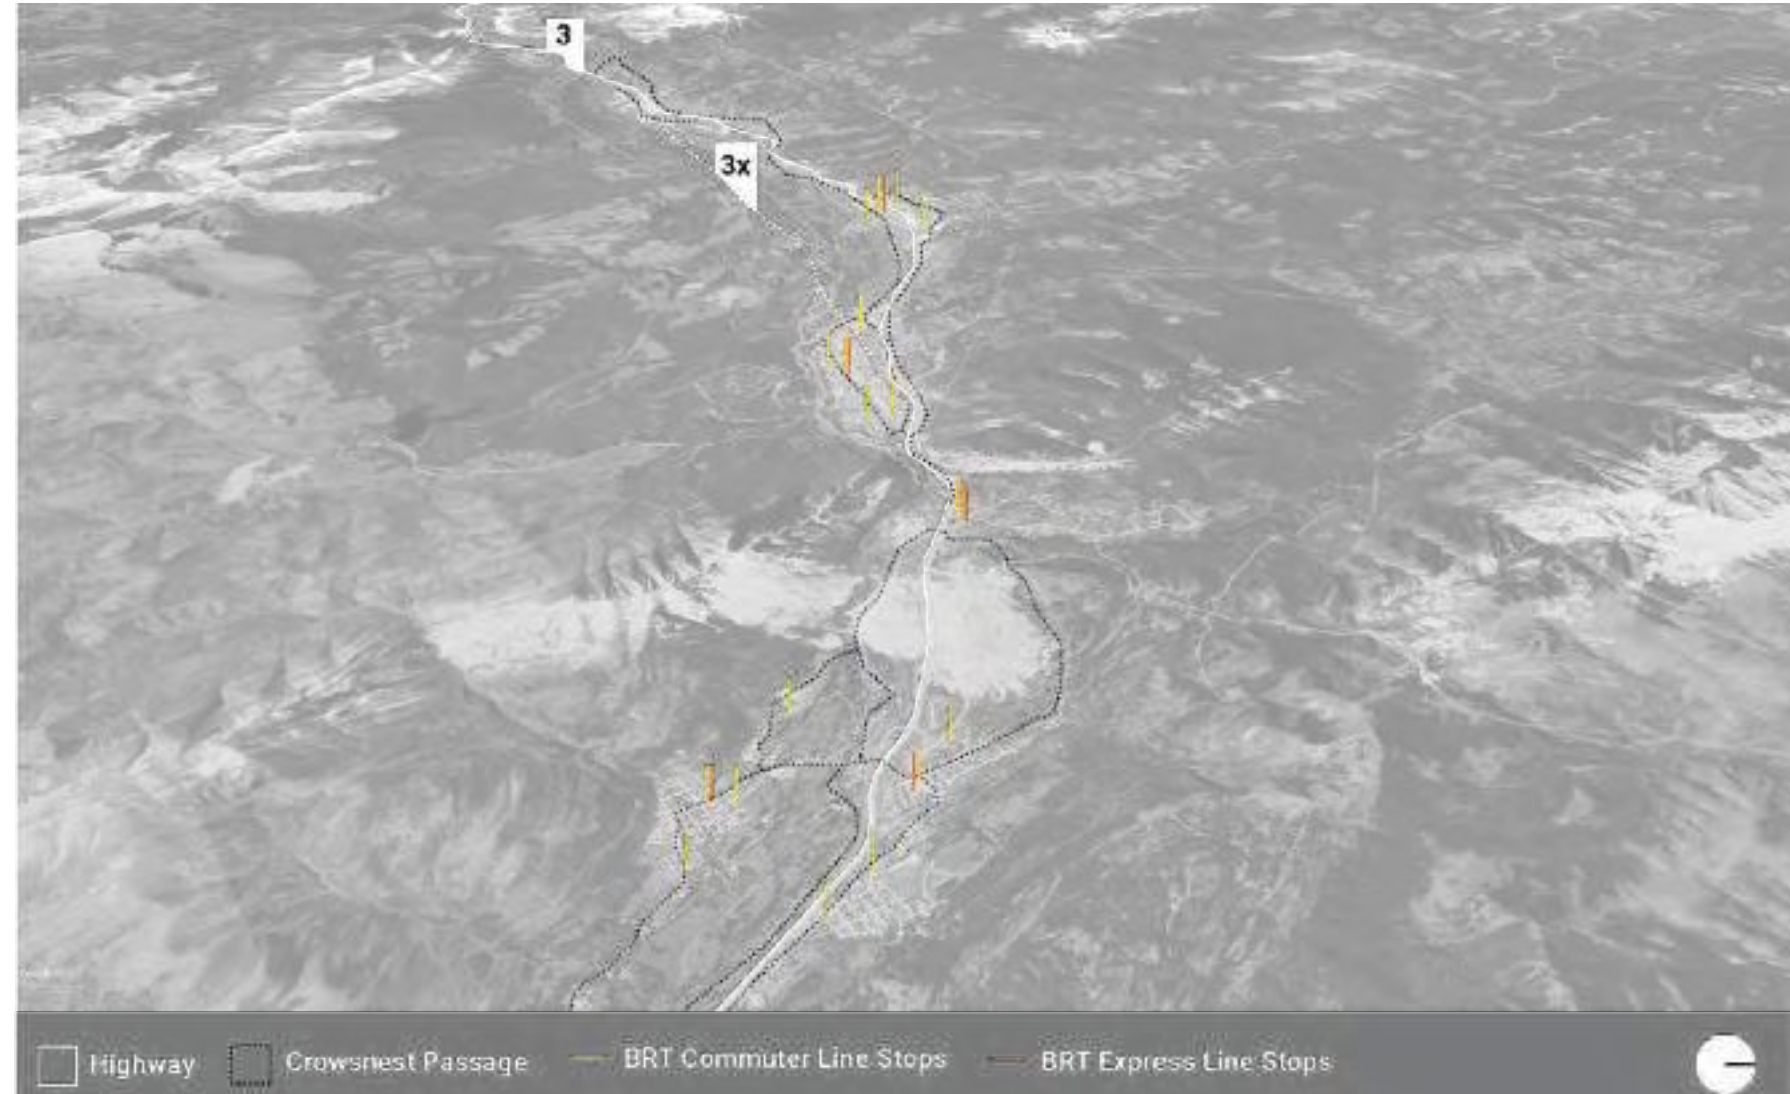 3
3x
Highway
Crowsnest Passage
BRT Commuter Line Stops
BRT Express Line Stops